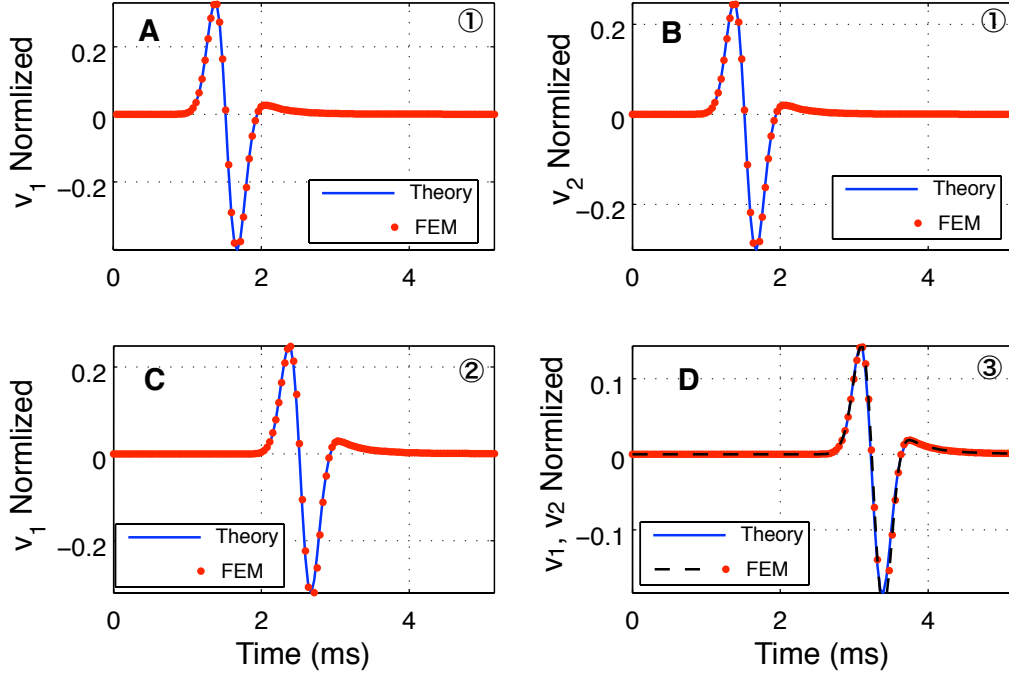 A ①
0.2
0
−0.2
v1 Normlized
Theory
FEM
0 2 4
B ①
0.2
0
−0.2
v2 Normlized
Theory
FEM
0 2 4
C ②
0.2
0
−0.2
v1 Normlized
Theory
FEM
0 2 4
Time (ms)
D ③
0.1
0
−0.1
v1, v2 Normlized
Theory
FEM
0 2 4
Time (ms)